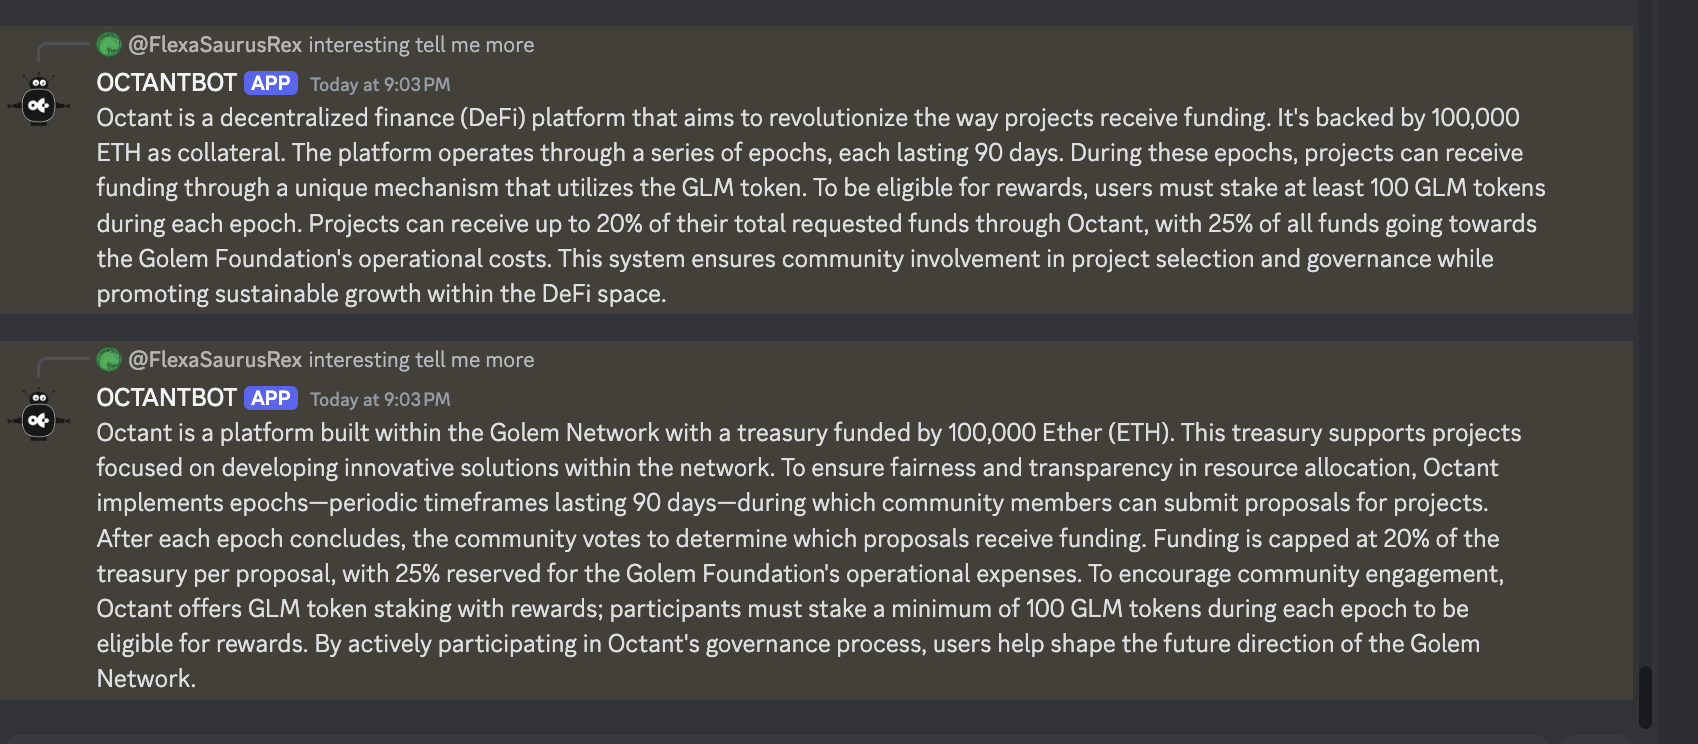 @FlexaSaurusRex interesting tell me more
OCTANTBOT APP Today at 9:03 PM
Octant is a decentralized finance (DeFi) platform that aims to revolutionize the way projects receive funding. It's backed by 100,000
ETH as collateral. The platform operates through a series of epochs, each lasting 90 days. During these epochs, projects can receive
funding through a unique mechanism that utilizes the GLM token. To be eligible for rewards, users must stake at least 100 GLM tokens
during each epoch. Projects can receive up to 20% of their total requested funds through Octant, with 25% of all funds going towards
the Golem Foundation's operational costs. This system ensures community involvement in project selection and governance while
promoting sustainable growth within the DeFi space.
@FlexaSaurusRex interesting tell me more
OCTANTBOT APP Today at 9:03 PM
Octant is a platform built within the Golem Network with a treasury funded by 100,000 Ether (ETH). This treasury supports projects
focused on developing innovative solutions within the network. To ensure fairness and transparency in resource allocation, Octant
implements epochs—periodic timeframes lasting 90 days—during which community members can submit proposals for projects.
After each epoch concludes, the community votes to determine which proposals receive funding. Funding is capped at 20% of the
treasury per proposal, with 25% reserved for the Golem Foundation's operational expenses. To encourage community engagement,
Octant offers GLM token staking with rewards; participants must stake a minimum of 100 GLM tokens during each epoch to be
eligible for rewards. By actively participating in Octant's governance process, users help shape the future direction of the Golem
Network.